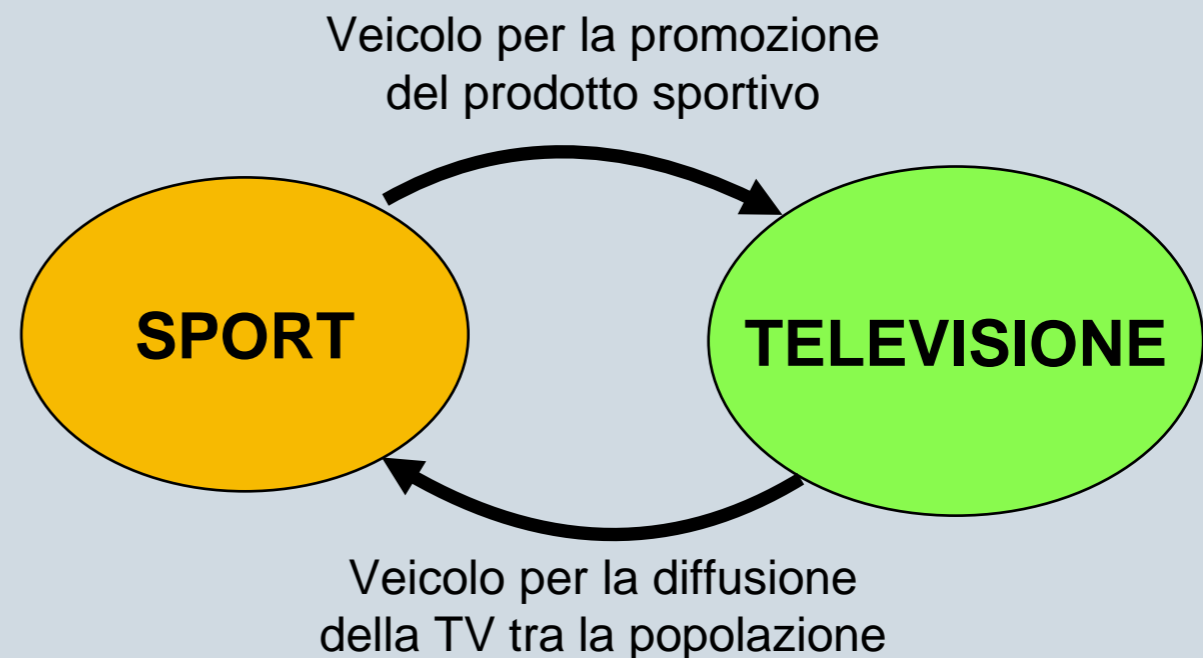 Veicolo per la promozione
del prodotto sportivo
SPORT
TELEVISIONE
Veicolo per la diffusione
della TV tra la popolazione